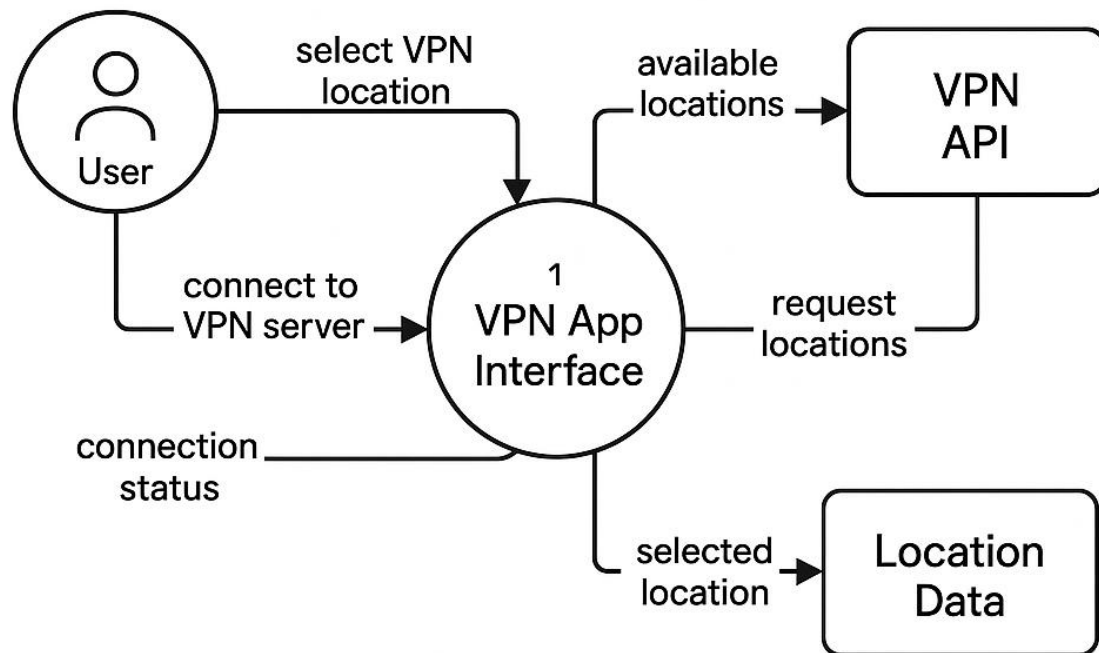 select VPN
location
available
locations
VPN
API
User
connect to
VPN server
1
VPN App
Interface
request
locations
connection
status
selected
location
Location
Data